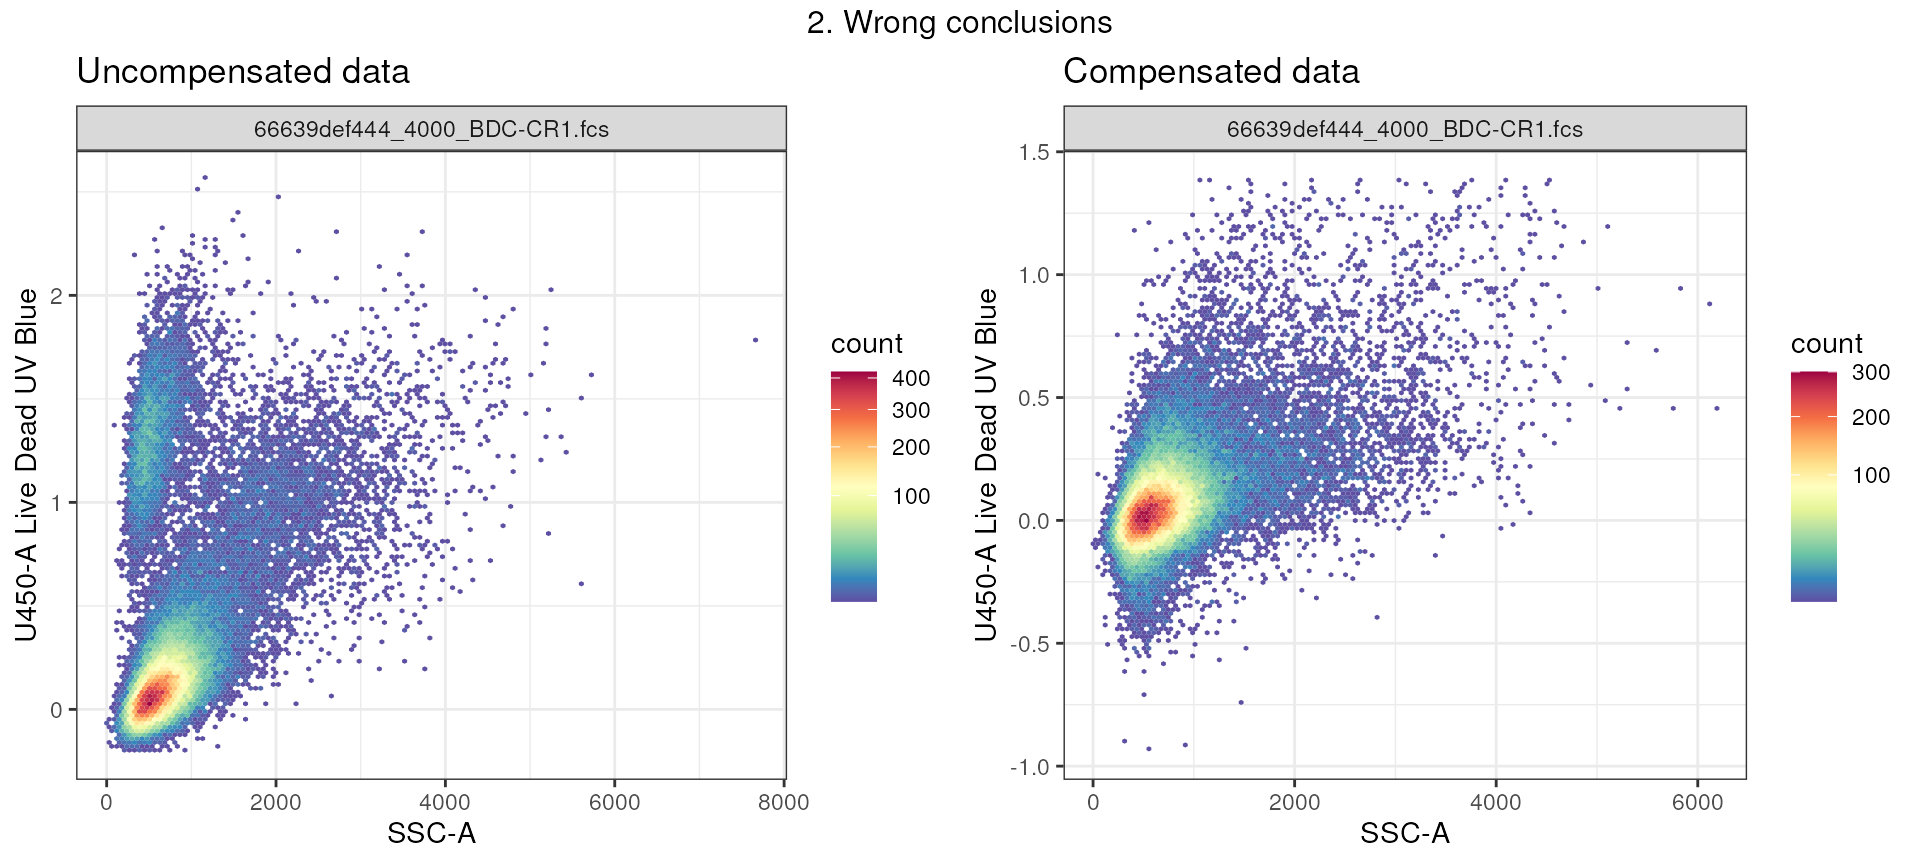 2. Wrong conclusions
Uncompensated data
66639def444_4000_BDC-CR1.fcs
U450-A Live Dead UV Blue
2
1
0
0
2000
4000
6000
8000
SSC-A
count
400
300
200
100
Compensated data
66639def444_4000_BDC-CR1.fcs
U450-A Live Dead UV Blue
1.5
1.0
0.5
0.0
-0.5
-1.0
0
2000
4000
6000
SSC-A
count
300
200
100